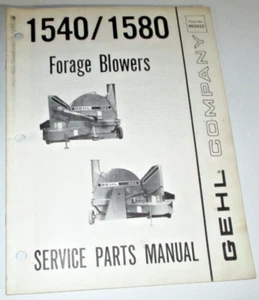 1540/1580
Forage Blowers
GEHL COMPANY
SERVICE PARTS MANUAL